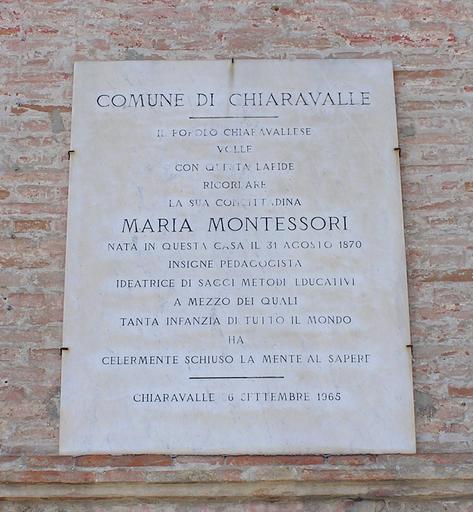 COMUNE DI CHIARAVALLE
IL POPOLO CHIARAVALLESE
VOLLE
CON QUESTA LAPIDE
RICORDARE
LA SUA CONCITTADINA
MARIA MONTESSORI
NATA IN QUESTA CASA IL 31 AGOSTO 1870
INSIGNE PEDAGOGISTA
IDEATRICE DI SAGGI METODI EDUCATIVI
A MEZZO DEI QUALI
TANTA INFANZIA DI TUTTO IL MONDO
HA
CELERMENTE SCHIUSO LA MENTE AL SAPERE
CHIARAVALLE 26 SETTEMBRE 1965